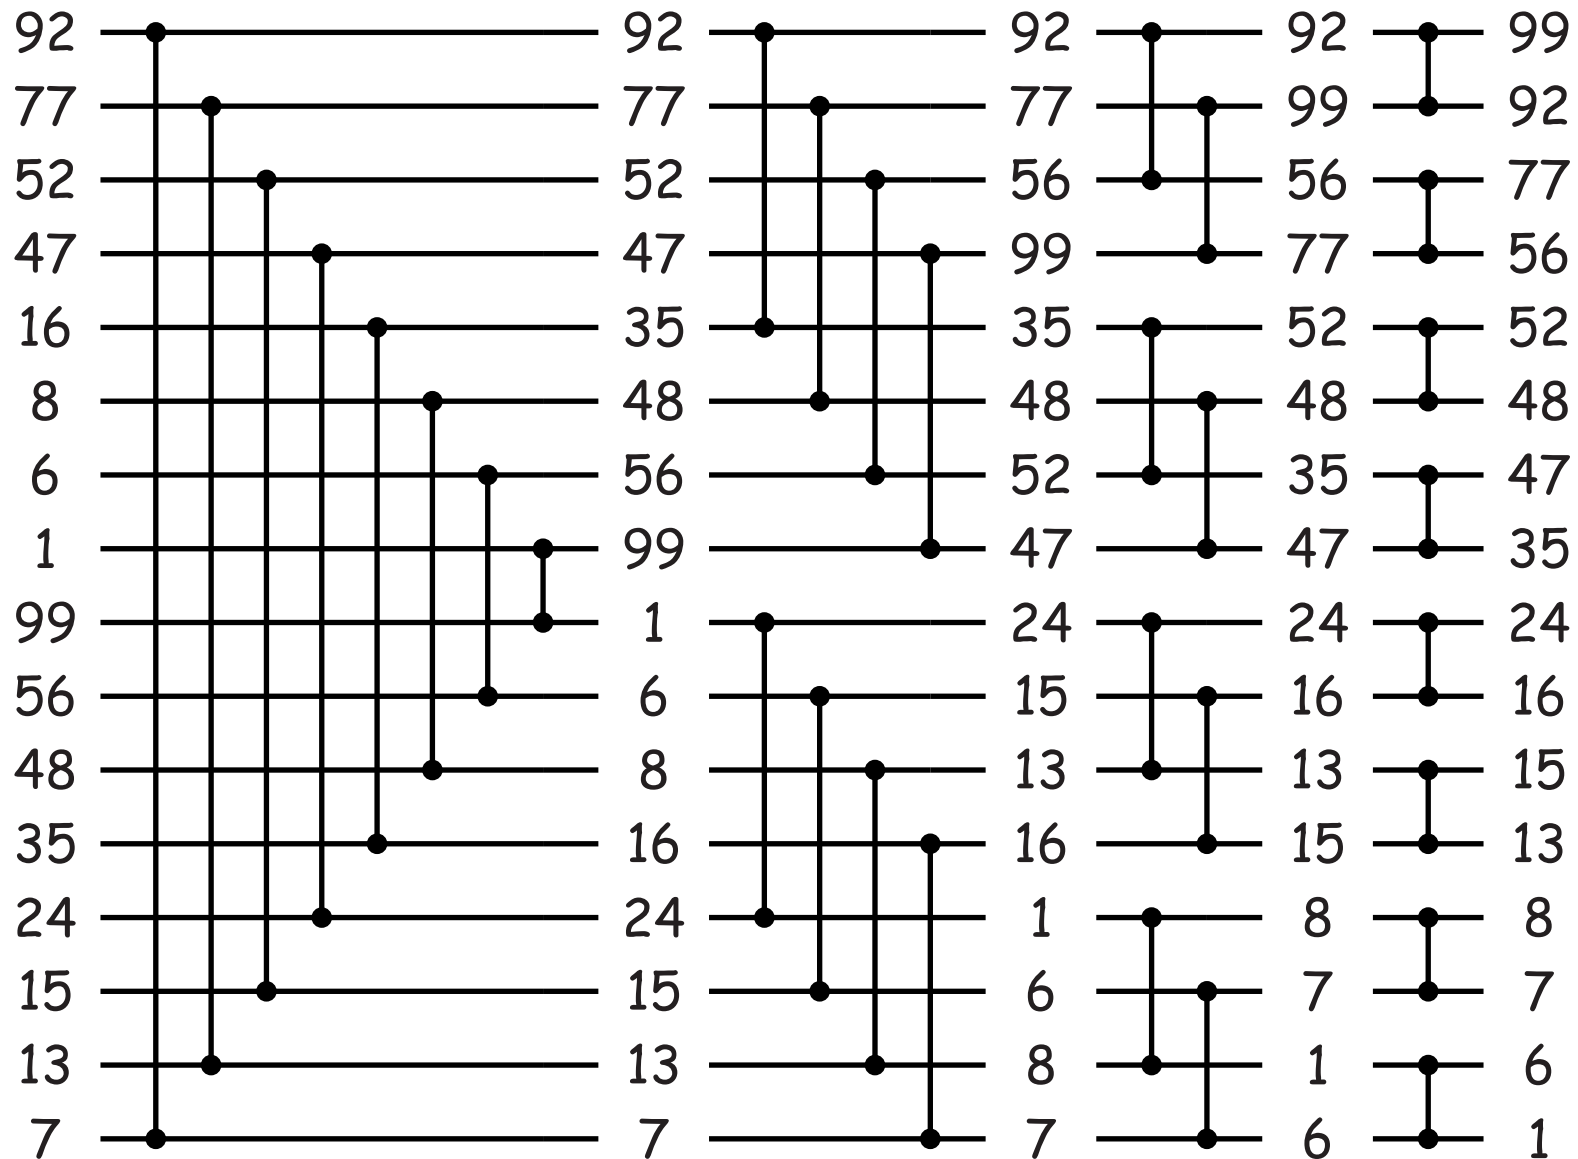 92 92 92 92 99
77 77 77 99 92
52 52 56 56 77
47 47 99 77 56
16 35 35 52 52
8 48 48 48 48
6 56 52 35 47
1 99 47 47 35
99 1 24 24 24
56 6 15 16 16
48 8 13 13 15
35 16 16 15 13
24 24 1 8 8
15 15 6 7 7
13 13 8 1 6
7 7 7 6 1